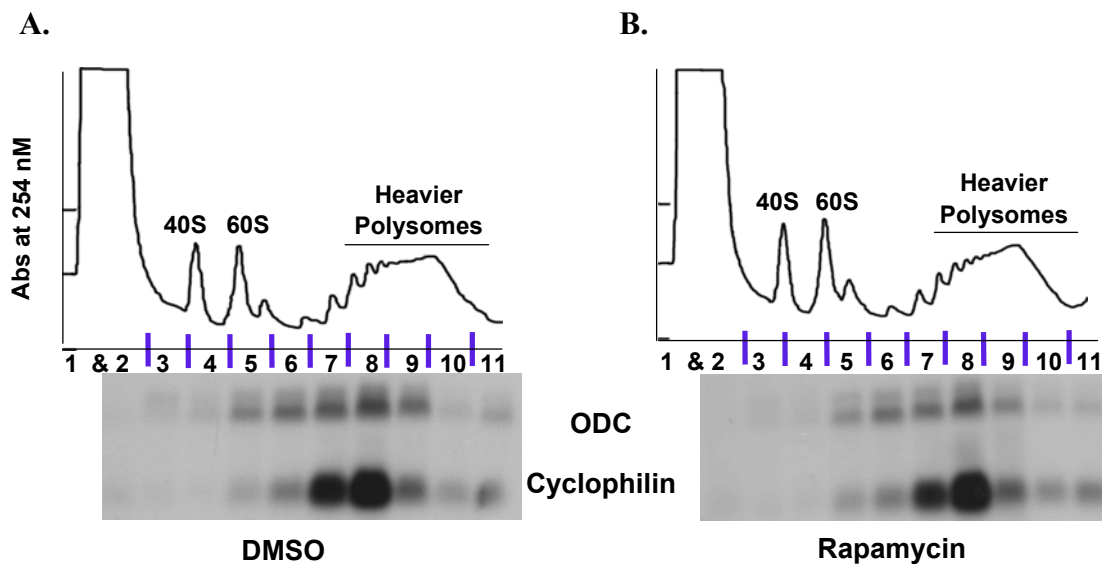 A.
B.
Abs at 254 nM
40S
60S
Heavier
Polysomes
40S
60S
Heavier
Polysomes
1 & 2 3 4 5 6 7 8 9 10 11
1 & 2 3 4 5 6 7 8 9 10 11
ODC
Cyclophilin
DMSO
Rapamycin